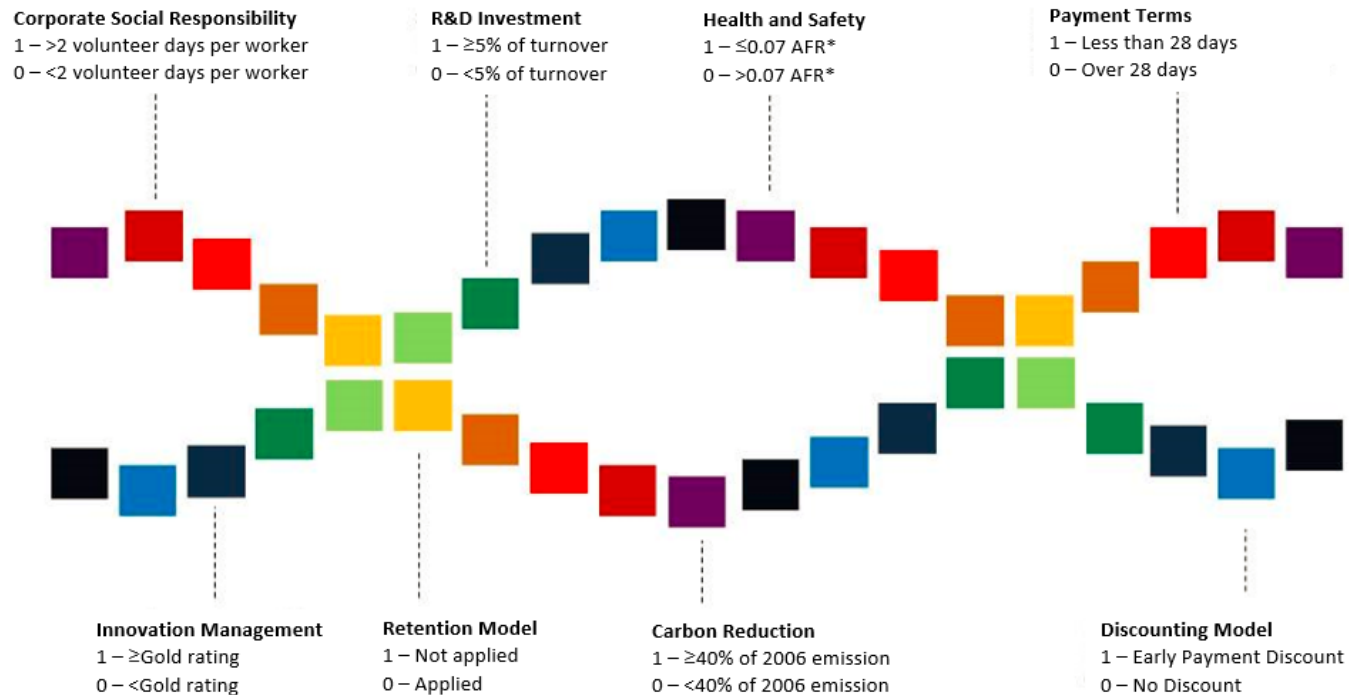 Corporate Social Responsibility
1 – >2 volunteer days per worker
0 – <2 volunteer days per worker
R&D Investment
1 – ≥5% of turnover
0 – <5% of turnover
Health and Safety
1 – ≤0.07 AFR*
0 – >0.07 AFR*
Payment Terms
1 – Less than 28 days
0 – Over 28 days
Innovation Management
1 – ≥Gold rating
0 – <Gold rating
Retention Model
1 – Not applied
0 – Applied
Carbon Reduction
1 – ≥40% of 2006 emission
0 – <40% of 2006 emission
Discounting Model
1 – Early Payment Discount
0 – No Discount